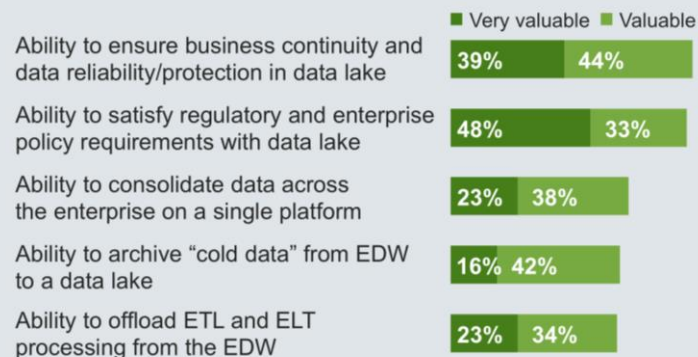 Very valuable Valuable
Ability to ensure business continuity and
data reliability/protection in data lake
39% 44%
Ability to satisfy regulatory and enterprise
policy requirements with data lake
48% 33%
Ability to consolidate data across
the enterprise on a single platform
23% 38%
Ability to archive “cold data” from EDW
to a data lake
16% 42%
Ability to offload ETL and ELT
processing from the EDW
23% 34%